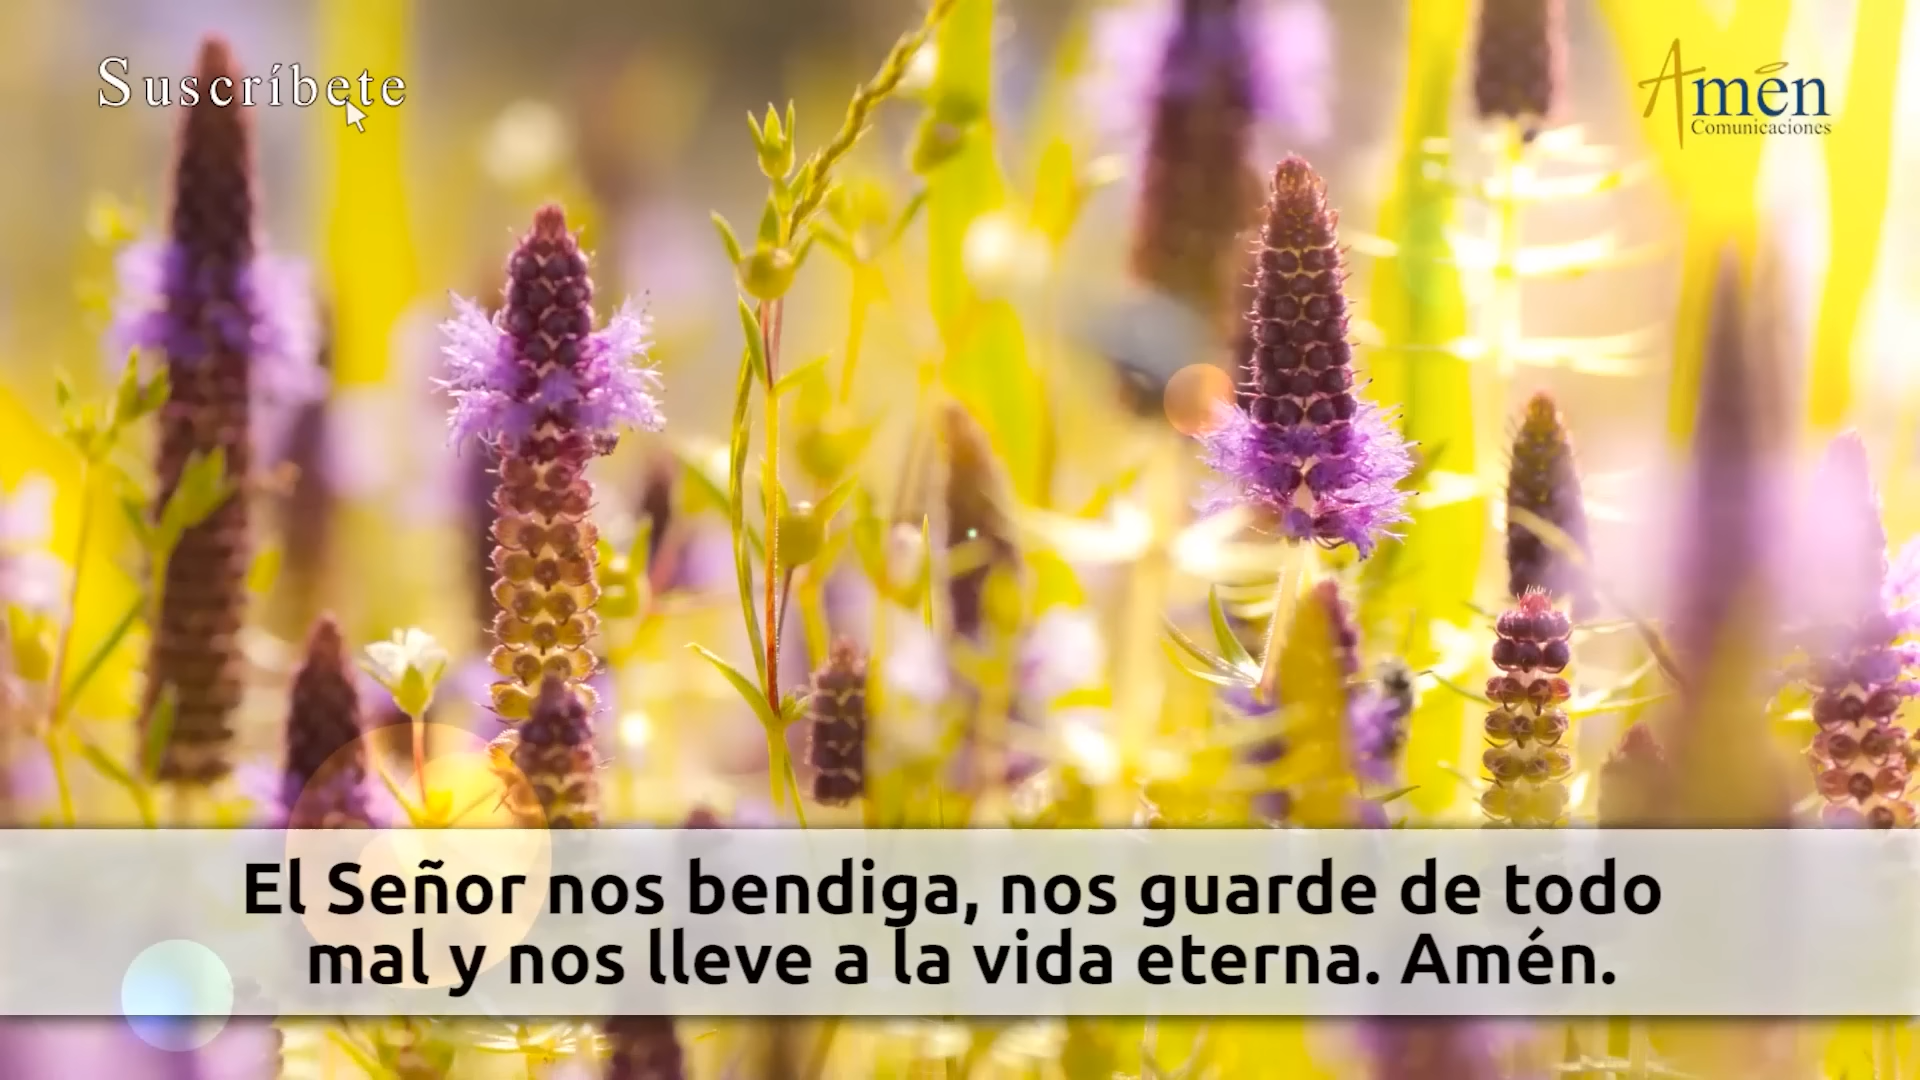 Suscríbete
Amén
Comunicaciones
El Señor nos bendiga, nos guarde de todo
mal y nos lleve a la vida eterna. Amén.